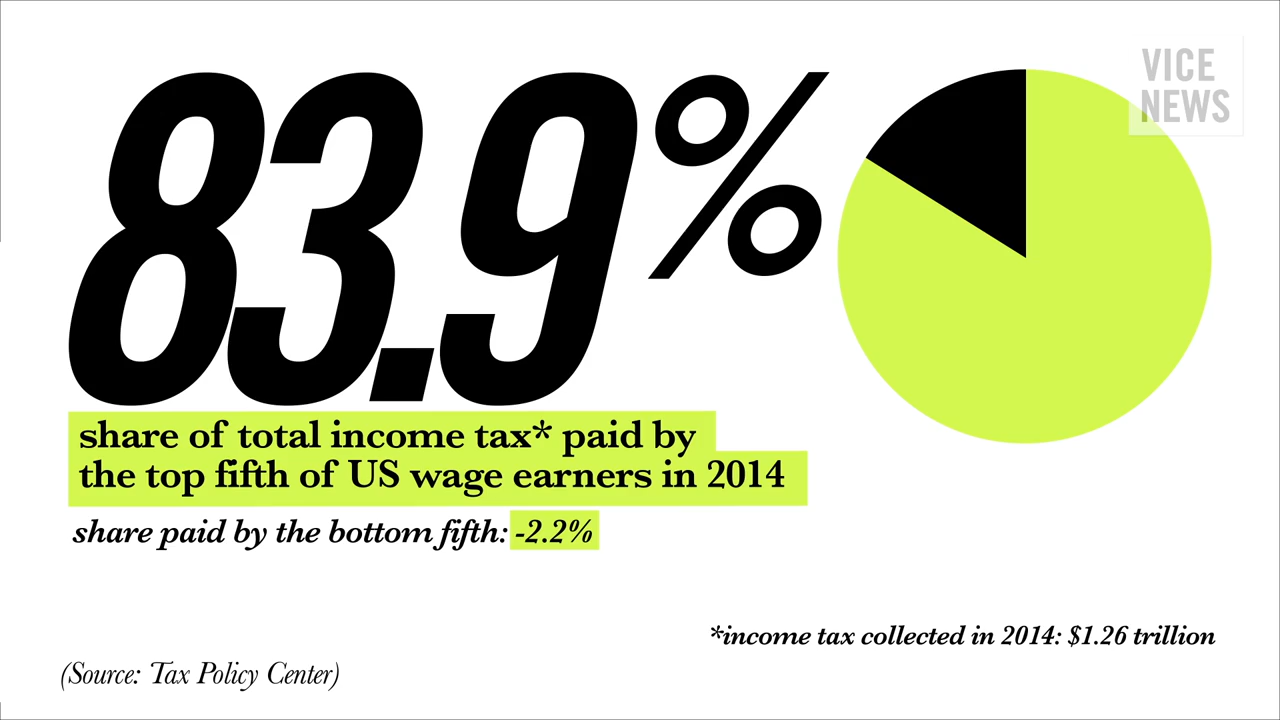 VICE
NEWS
83.9%
share of total income tax* paid by
the top fifth of US wage earners in 2014
share paid by the bottom fifth: -2.2%
*income tax collected in 2014: $1.26 trillion
(Source: Tax Policy Center)